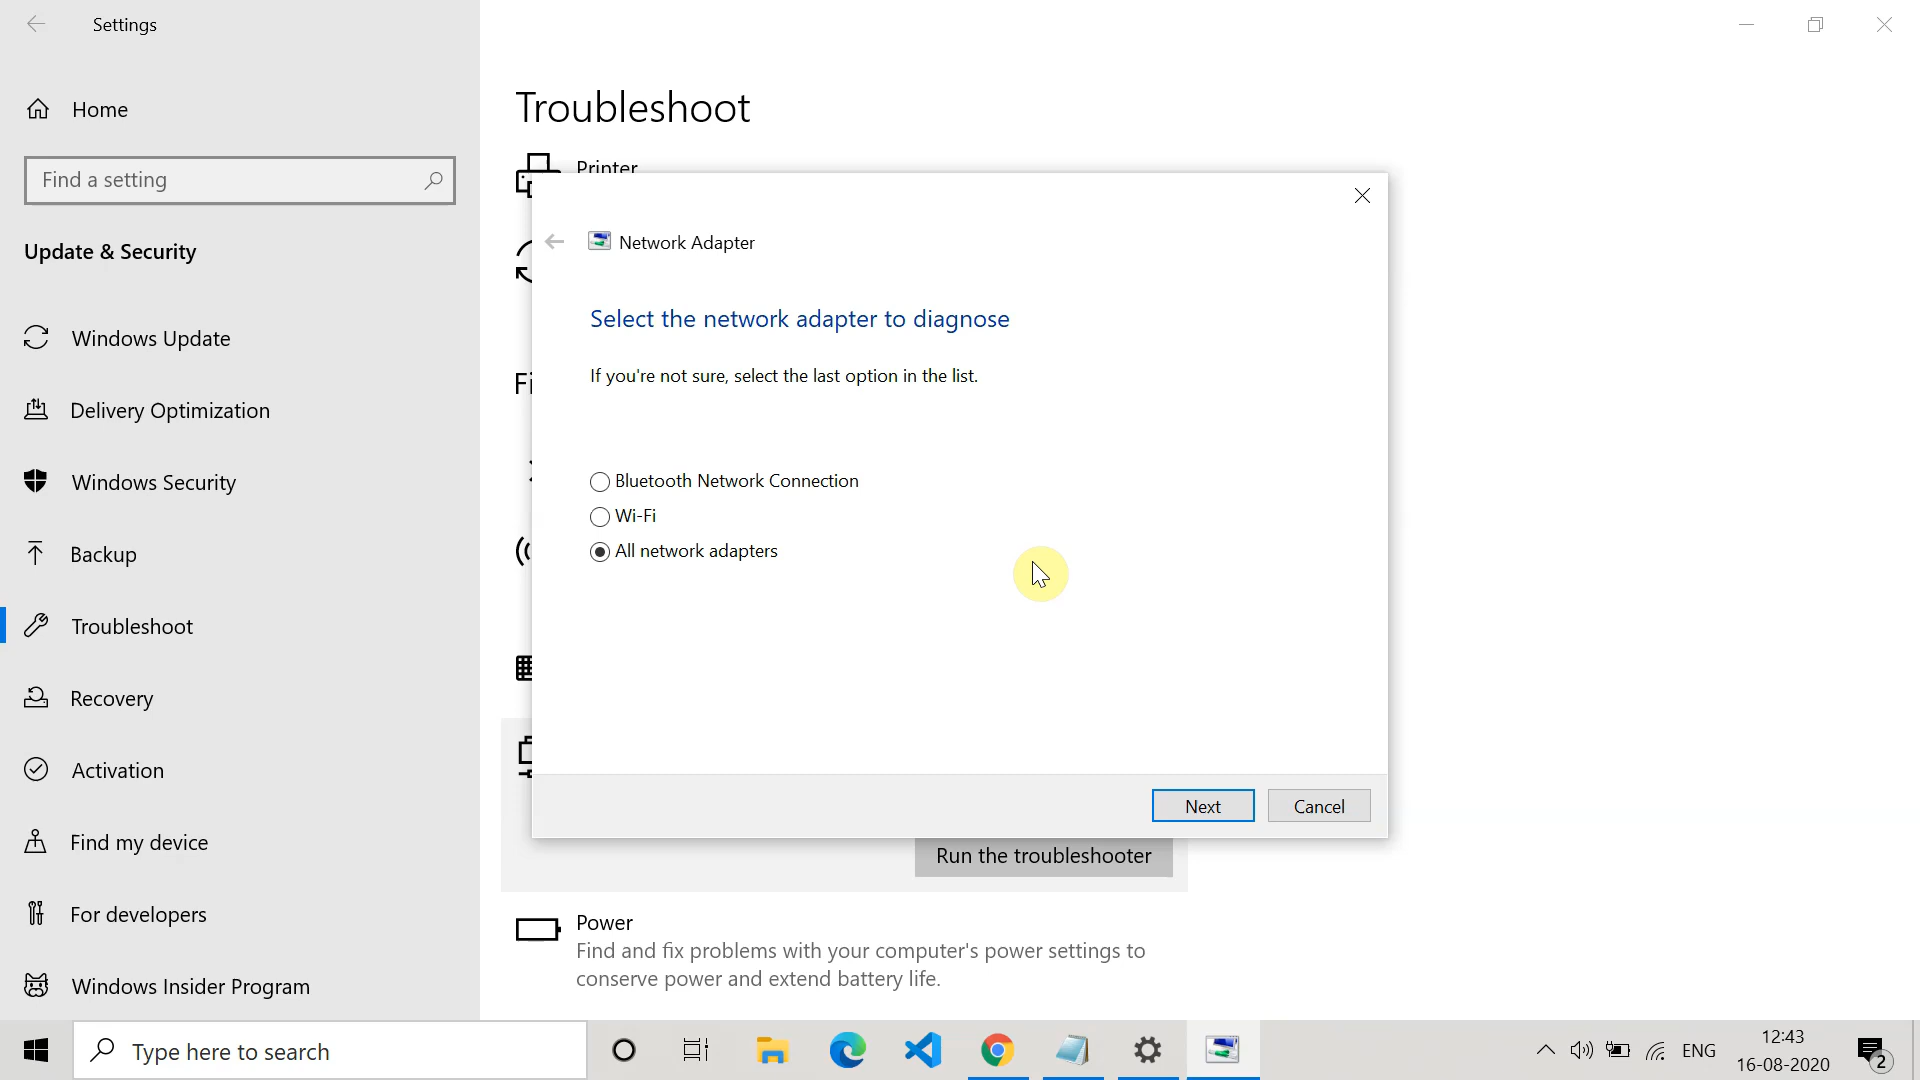 Settings
Home
Find a setting
Update & Security
Windows Update
Delivery Optimization
Windows Security
Backup
Troubleshoot
Recovery
Activation
Find my device
For developers
Windows Insider Program
Troubleshoot
Printer
Fi
Network Adapter
Select the network adapter to diagnose
If you're not sure, select the last option in the list.
Bluetooth Network Connection
Wi-Fi
All network adapters
Next
Cancel
Run the troubleshooter
Power
Find and fix problems with your computer's power settings to
conserve power and extend battery life.
Type here to search
ENG
12:43
16-08-2020
2